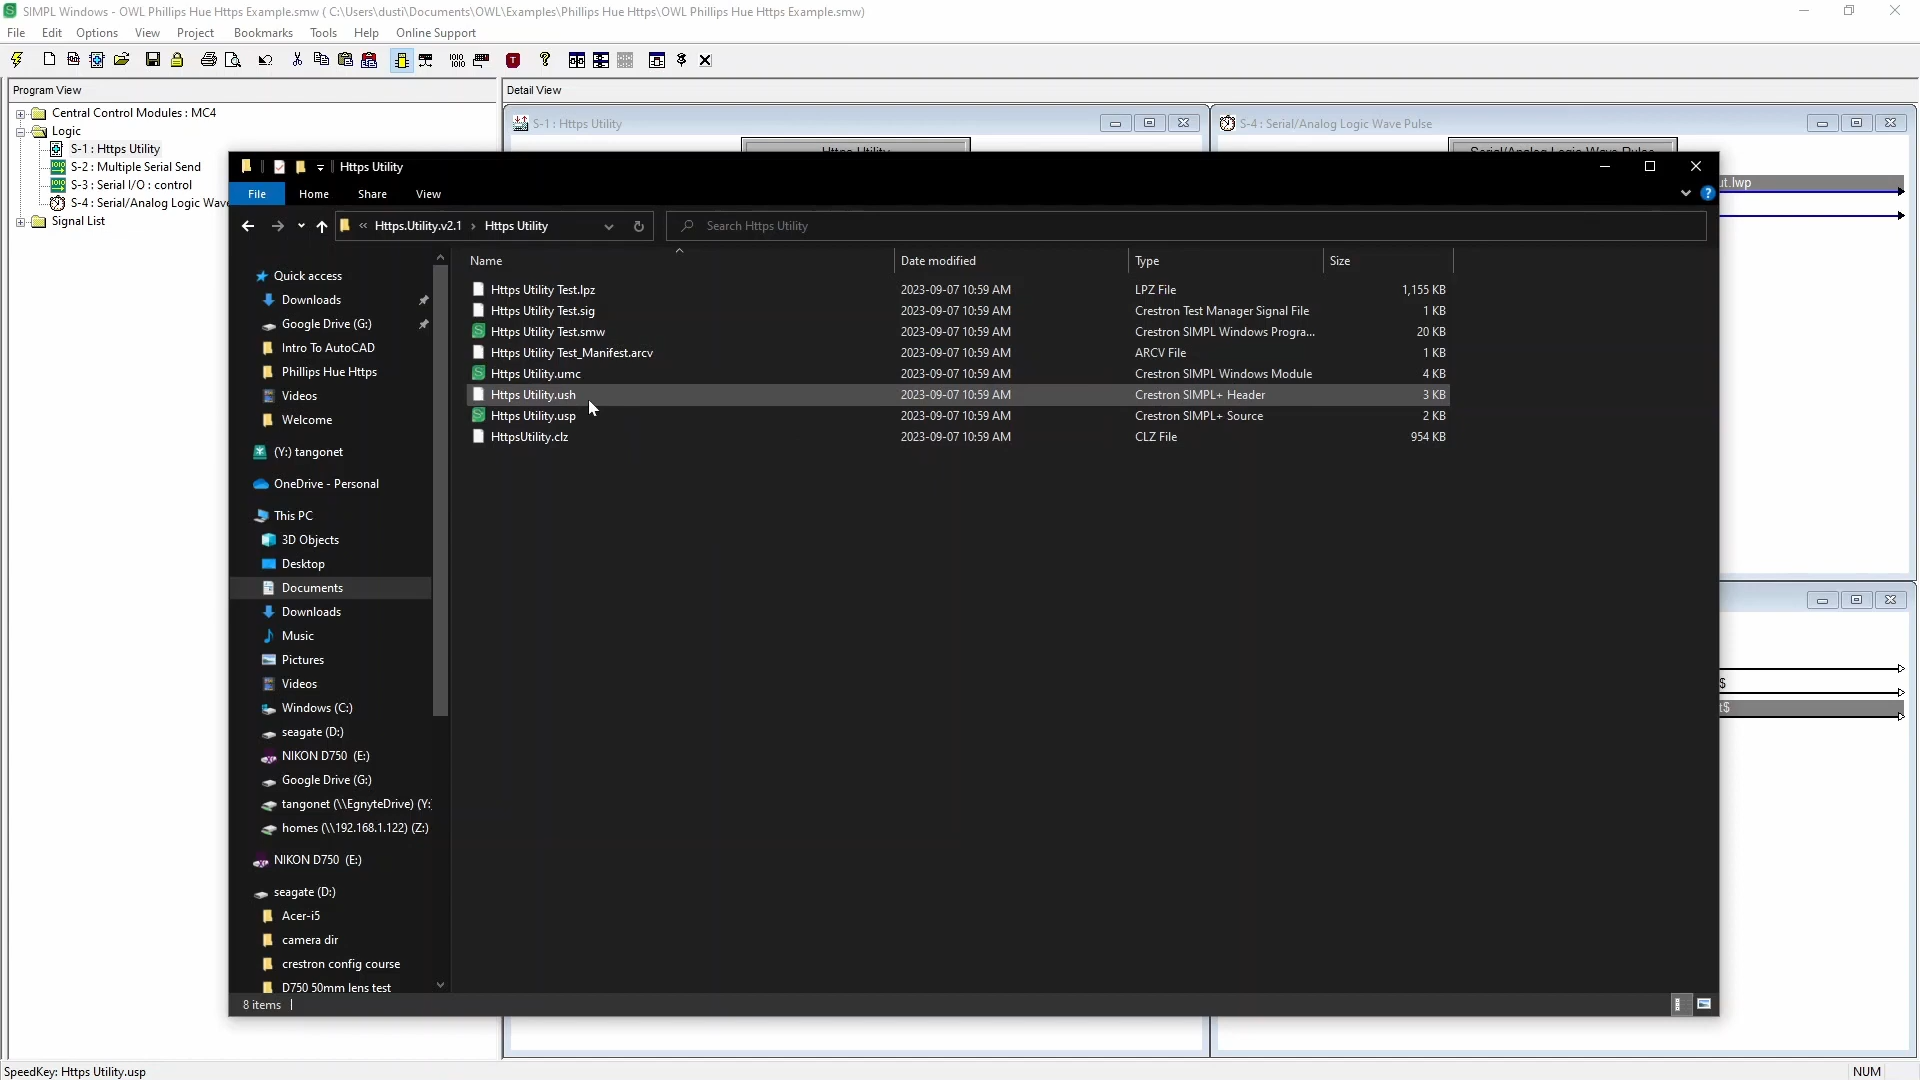 SIMPL Windows - OWL Phillips Hue Https Example.smw ( C:\Users\dusti\Documents\OWL\Examples\Phillips Hue Https\OWL Phillips Hue Https Example.smw)
File Edit Options View Project Bookmarks Tools Help Online Support
Program View
Central Control Modules : MC4
Logic
S-1 : Https Utility
S-2 : Multiple Serial Send
S-3 : Serial I/O : control
S-4 : Serial/Analog Logic Wave
Signal List
Detail View
S-1 : Https Utility
S-4 : Serial/Analog Logic Wave Pulse
Https Utility
Serial/Analog Logic Wave Pulse
ut.lwp
$
t$
Https Utility
File Home Share View
« Https.Utility.v2.1 › Https Utility
Search Https Utility
Quick access
Downloads
Google Drive (G:)
Intro To AutoCAD
Phillips Hue Https
Videos
Welcome
(Y:) tangonet
OneDrive - Personal
This PC
3D Objects
Desktop
Documents
Downloads
Music
Pictures
Videos
Windows (C:)
seagate (D:)
NIKON D750 (E:)
Google Drive (G:)
tangonet (\\EgnyteDrive) (Y:
homes (\\192.168.1.122) (Z:)
NIKON D750 (E:)
seagate (D:)
Acer-i5
camera dir
crestron config course
D750 50mm lens test
Name Date modified Type Size
Https Utility Test.lpz 2023-09-07 10:59 AM LPZ File 1,155 KB
Https Utility Test.sig 2023-09-07 10:59 AM Crestron Test Manager Signal File 1 KB
Https Utility Test.smw 2023-09-07 10:59 AM Crestron SIMPL Windows Progra... 20 KB
Https Utility Test_Manifest.arcv 2023-09-07 10:59 AM ARCV File 1 KB
Https Utility.umc 2023-09-07 10:59 AM Crestron SIMPL Windows Module 4 KB
Https Utility.ush 2023-09-07 10:59 AM Crestron SIMPL+ Header 3 KB
Https Utility.usp 2023-09-07 10:59 AM Crestron SIMPL+ Source 2 KB
HttpsUtility.clz 2023-09-07 10:59 AM CLZ File 954 KB
8 items
SpeedKey: Https Utility.usp
NUM